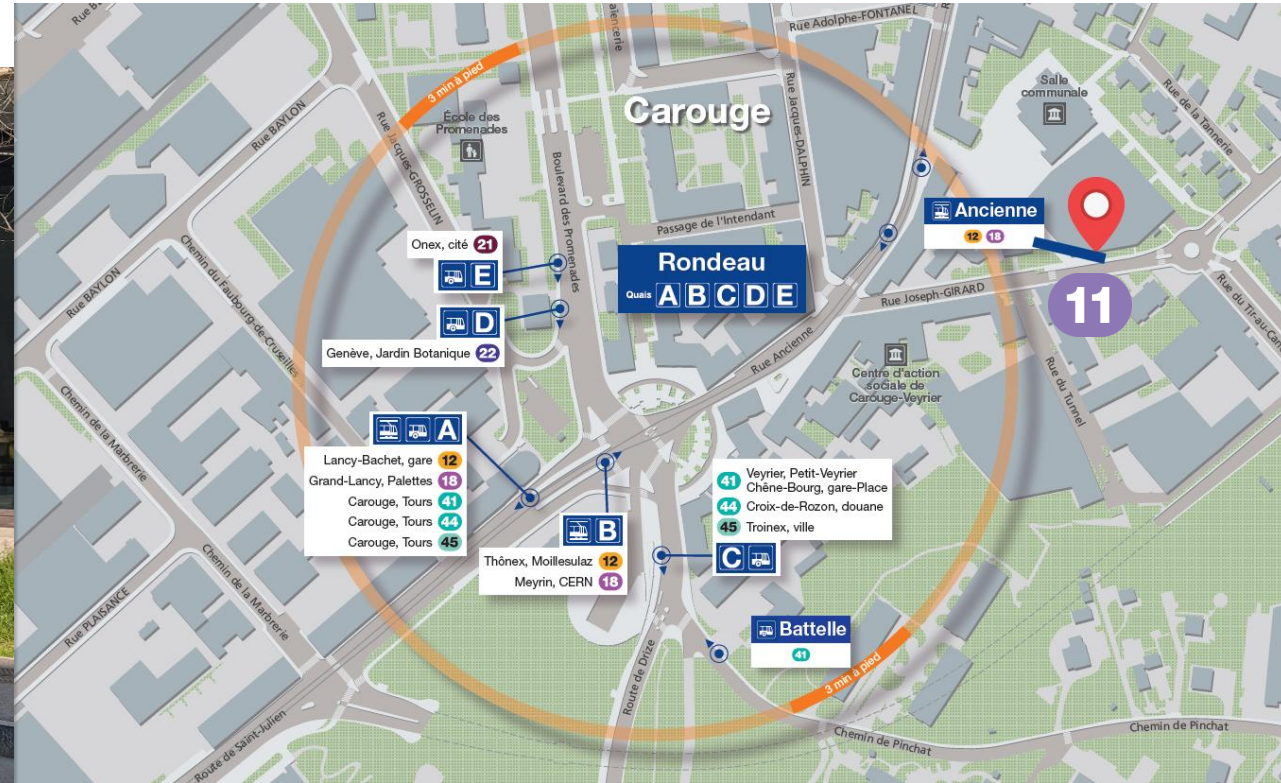 Rue Adolphe-FONTANEL
3 min à pied
Carouge
École des
Promenades
Salle
communale
Rue BAYLON
Rue Jacques-GROSSELIN
Boulevard des Promenades
Rue Jacques-DALPHIN
Rue de la Tannerie
Passage de l'Intendant
Ancienne
12 18
Onex, cité 21
E
Rondeau
Quais A B C D E
11
D
Genève, Jardin Botanique 22
Rue BAYLON
Chemin du Faubourg-de-Cruseilles
Rue Joseph-GIRARD
Rue Ancienne
Rue du Tir-au-Can
Centre d'action
sociale de
Carouge-Veyrier
Rue du Tunnel
Chemin de la Marbrerie
A
Lancy-Bachet, gare 12
Grand-Lancy, Palettes 18
Carouge, Tours 41
Carouge, Tours 44
Carouge, Tours 45
B
Thônex, Moillesulaz 12
Meyrin, CERN 18
41 Veyrier, Petit-Veyrier
Chêne-Bourg, gare-Place
44 Croix-de-Rozon, douane
45 Troinex, ville
C
Chemin de la Marbrerie
Rue PLAISANCE
Battelle
41
3 min à pied
Route de Drize
Route de Saint-Julien
Chemin de Pinchat
Chemin de Pinchat